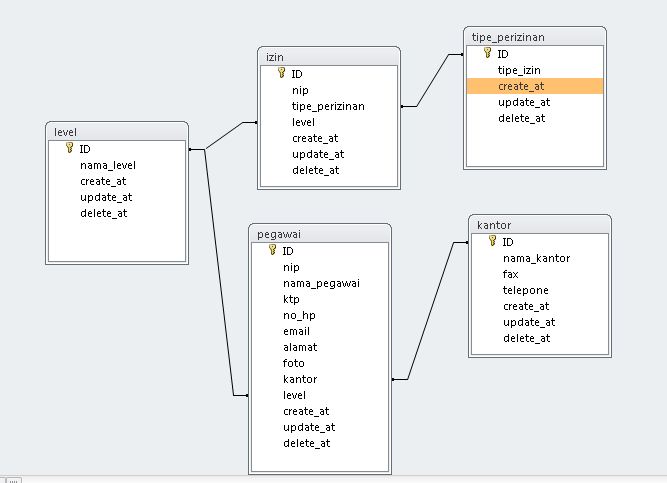 level
ID
nama_level
create_at
update_at
delete_at
izin
ID
nip
tipe_perizinan
level
create_at
update_at
delete_at
tipe_perizinan
ID
tipe_izin
create_at
update_at
delete_at
pegawai
ID
nip
nama_pegawai
ktp
no_hp
email
alamat
foto
kantor
level
create_at
update_at
delete_at
kantor
ID
nama_kantor
fax
telepone
create_at
update_at
delete_at